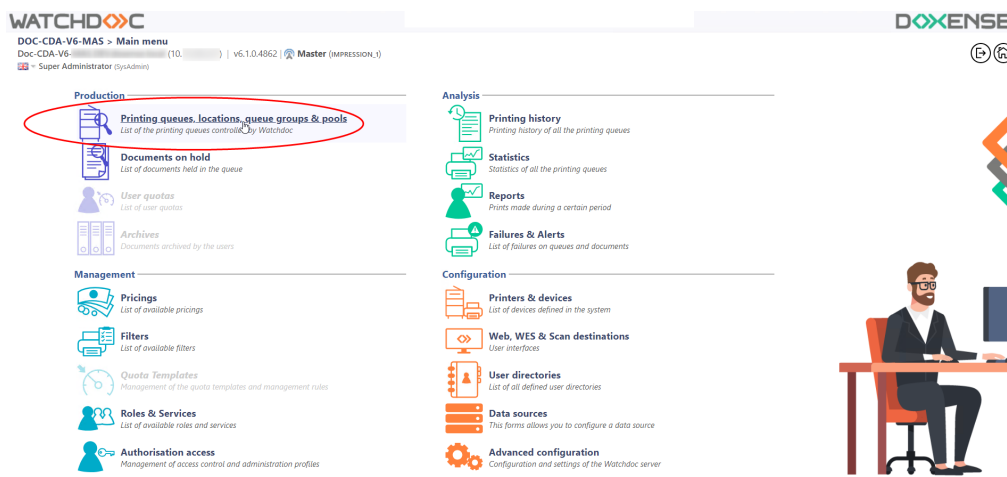 WATCHDOC
DOXENSE
DOC-CDA-V6-MAS > Main menu
Doc-CDA-V6- (10. ) | v6.1.0.4862 | Master (IMPRESSION_1)
Super Administrator (SysAdmin)
Production
Printing queues, locations, queue groups & pools
List of the printing queues controlled by Watchdoc
Documents on hold
List of documents held in the queue
User quotas
List of user quotas
Archives
Documents archived by the users
Analysis
Printing history
Printing history of all the printing queues
Statistics
Statistics of all the printing queues
Reports
Prints made during a certain period
Failures & Alerts
List of failures on queues and documents
Management
Pricings
List of available pricings
Filters
List of available filters
Quota Templates
Management of the quota templates and management rules
Roles & Services
List of available roles and services
Authorisation access
Management of access control and administration profiles
Configuration
Printers & devices
List of devices defined in the system
Web, WES & Scan destinations
User interfaces
User directories
List of all defined user directories
Data sources
This forms allows you to configure a data source
Advanced configuration
Configuration and settings of the Watchdoc server